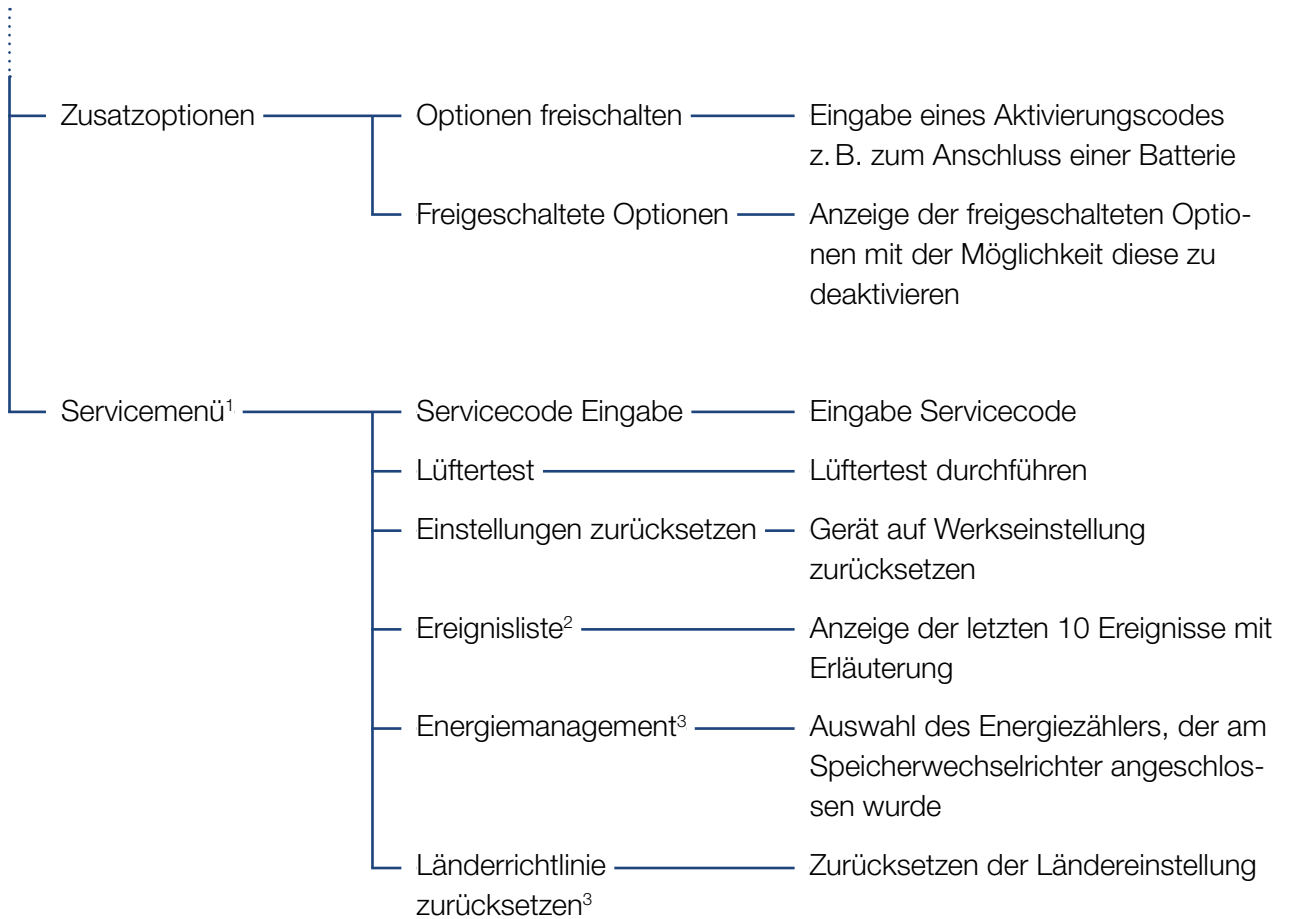 Zusatzoptionen
Optionen freischalten
Eingabe eines Aktivierungscodes
z. B. zum Anschluss einer Batterie
Freigeschaltete Optionen
Anzeige der freigeschalteten Optio-
nen mit der Möglichkeit diese zu
deaktivieren
Servicemenü¹
Servicecode Eingabe
Eingabe Servicecode
Lüftertest
Lüftertest durchführen
Einstellungen zurücksetzen
Gerät auf Werkseinstellung
zurücksetzen
Ereignisliste²
Anzeige der letzten 10 Ereignisse mit
Erläuterung
Energiemanagement³
Auswahl des Energiezählers, der am
Speicherwechselrichter angeschlos-
sen wurde
Länderrichtlinie
zurücksetzen³
Zurücksetzen der Ländereinstellung